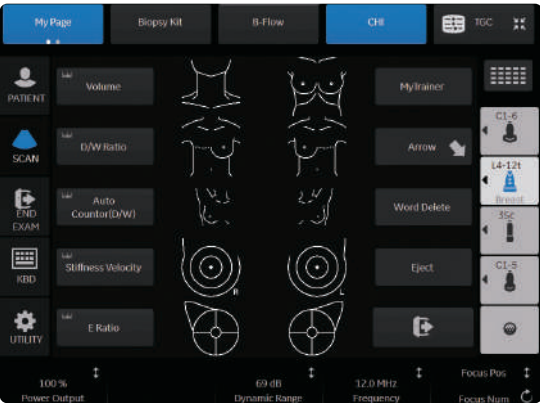 My Page
Biopsy Kit
B-Flow
CHI
TGC
PATIENT
Volume
MyTrainer
C1-6
SCAN
D/W Ratio
Arrow
L4-12t
Breast
END
EXAM
Auto
Countor(D/W)
Word Delete
3Sc
KBD
Stiffness Velocity
R
L
Eject
C1-5
UTILITY
E Ratio
100 %
Power Output
69 dB
Dynamic Range
12.0 MHz
Frequency
Focus Pos
Focus Num